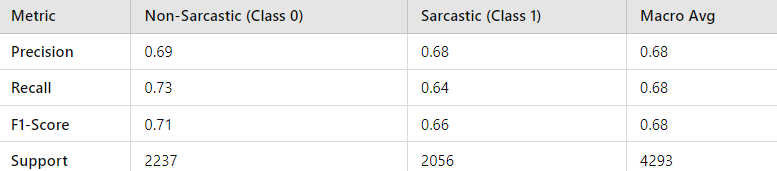 Metric Non-Sarcastic (Class 0) Sarcastic (Class 1) Macro Avg
Precision 0.69 0.68 0.68
Recall 0.73 0.64 0.68
F1-Score 0.71 0.66 0.68
Support 2237 2056 4293